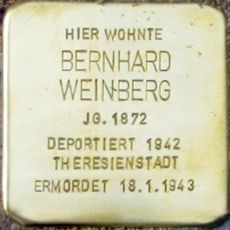 HIER WOHNTE
BERNHARD
WEINBERG
JG. 1872
DEPORTIERT 1942
THERESIENSTADT
ERMORDET 18.1.1943